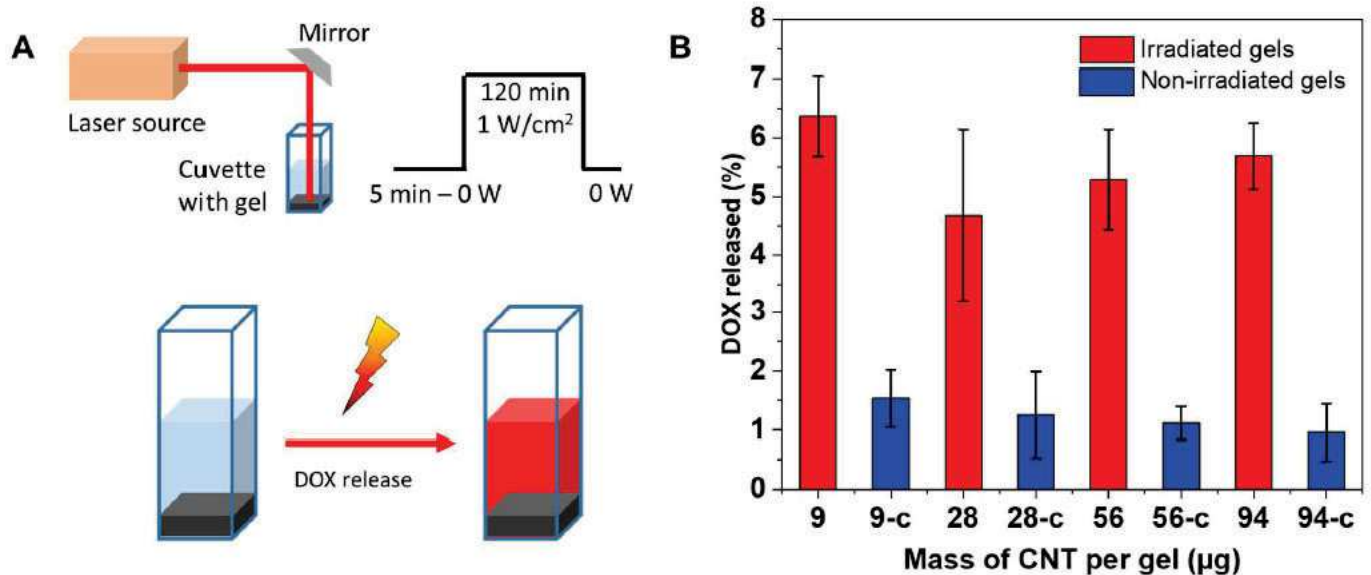 A
Mirror
Laser source
120 min
1 W/cm²
Cuvette
with gel
5 min – 0 W
0 W
DOX release
B
Irradiated gels
Non-irradiated gels
DOX released (%)
8
7
6
5
4
3
2
1
0
9 9-c 28 28-c 56 56-c 94 94-c
Mass of CNT per gel (µg)